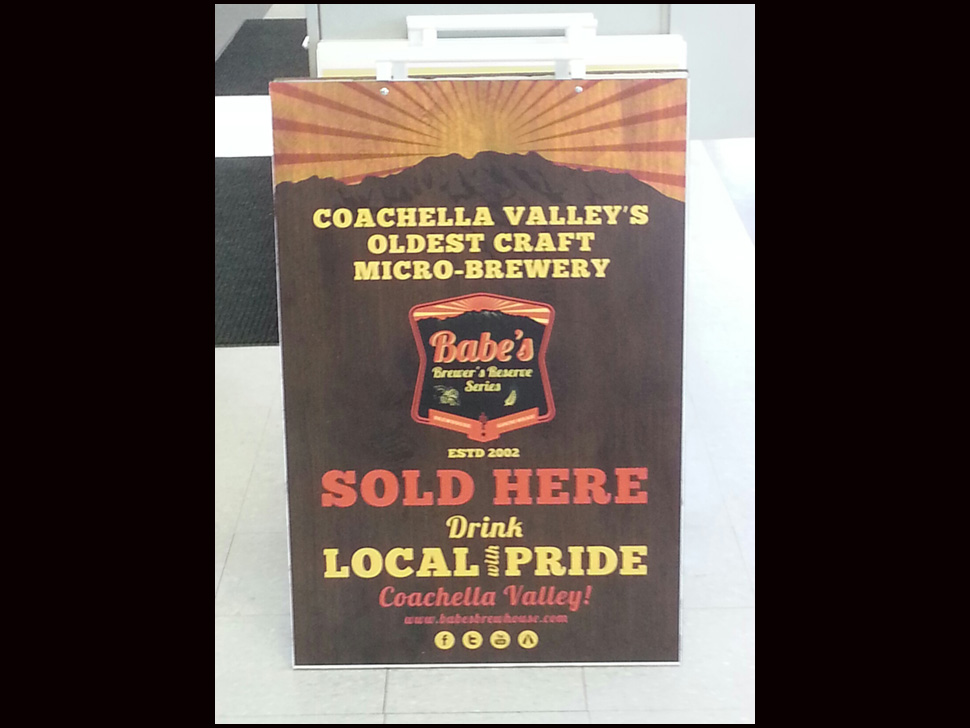 COACHELLA VALLEY'S
OLDEST CRAFT
MICRO-BREWERY
Babe's
Brewer's Reserve
Series
ESTD 2002
SOLD HERE
Drink
LOCAL with PRIDE
Coachella Valley!
www.babesbrewhouse.com